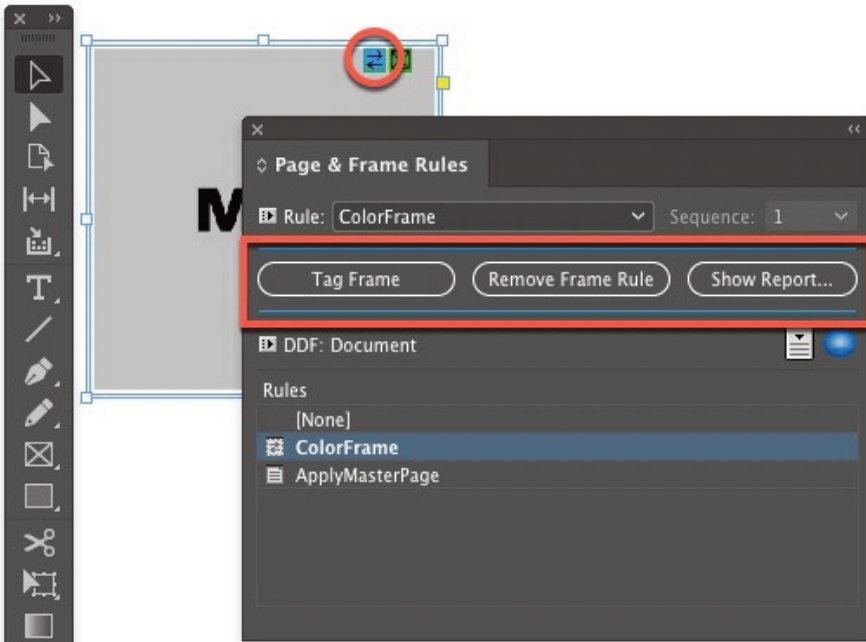 M
Page & Frame Rules
Rule: ColorFrame Sequence: 1
Tag Frame Remove Frame Rule Show Report...
DDF: Document
Rules
[None]
ColorFrame
ApplyMasterPage